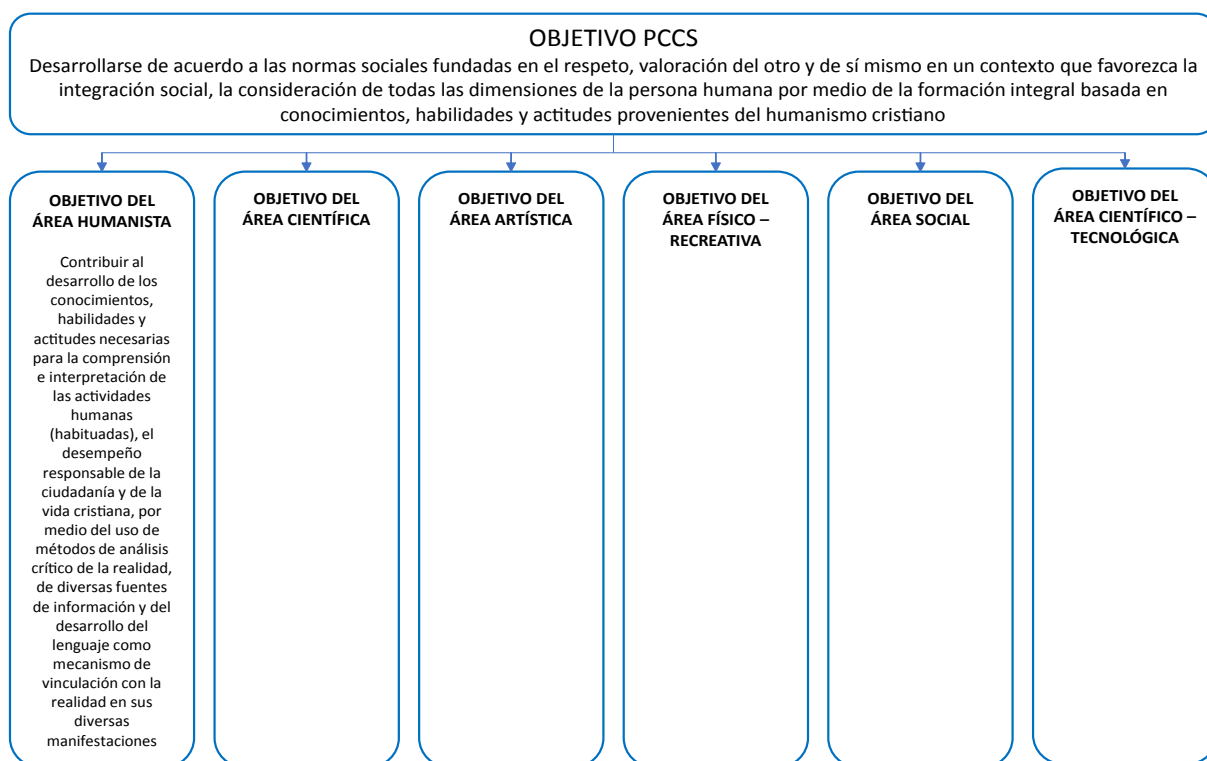 OBJETIVO PCCS
Desarrollarse de acuerdo a las normas sociales fundadas en el respeto, valoración del otro y de sí mismo en un contexto que favorezca la
integración social, la consideración de todas las dimensiones de la persona humana por medio de la formación integral basada en
conocimientos, habilidades y actitudes provenientes del humanismo cristiano
OBJETIVO DEL
ÁREA HUMANISTA
Contribuir al
desarrollo de los
conocimientos,
habilidades y
actitudes necesarias
para la comprensión
e interpretación de
las actividades
humanas
(habituadas), el
desempeño
responsable de la
ciudadanía y de la
vida cristiana, por
medio del uso de
métodos de análisis
crítico de la realidad,
de diversas fuentes
de información y del
desarrollo del
lenguaje como
mecanismo de
vinculación con la
realidad en sus
diversas
manifestaciones
OBJETIVO DEL
ÁREA CIENTÍFICA
OBJETIVO DEL
ÁREA ARTÍSTICA
OBJETIVO DEL
ÁREA FÍSICO –
RECREATIVA
OBJETIVO DEL
ÁREA SOCIAL
OBJETIVO DEL
ÁREA CIENTÍFICO –
TECNOLÓGICA